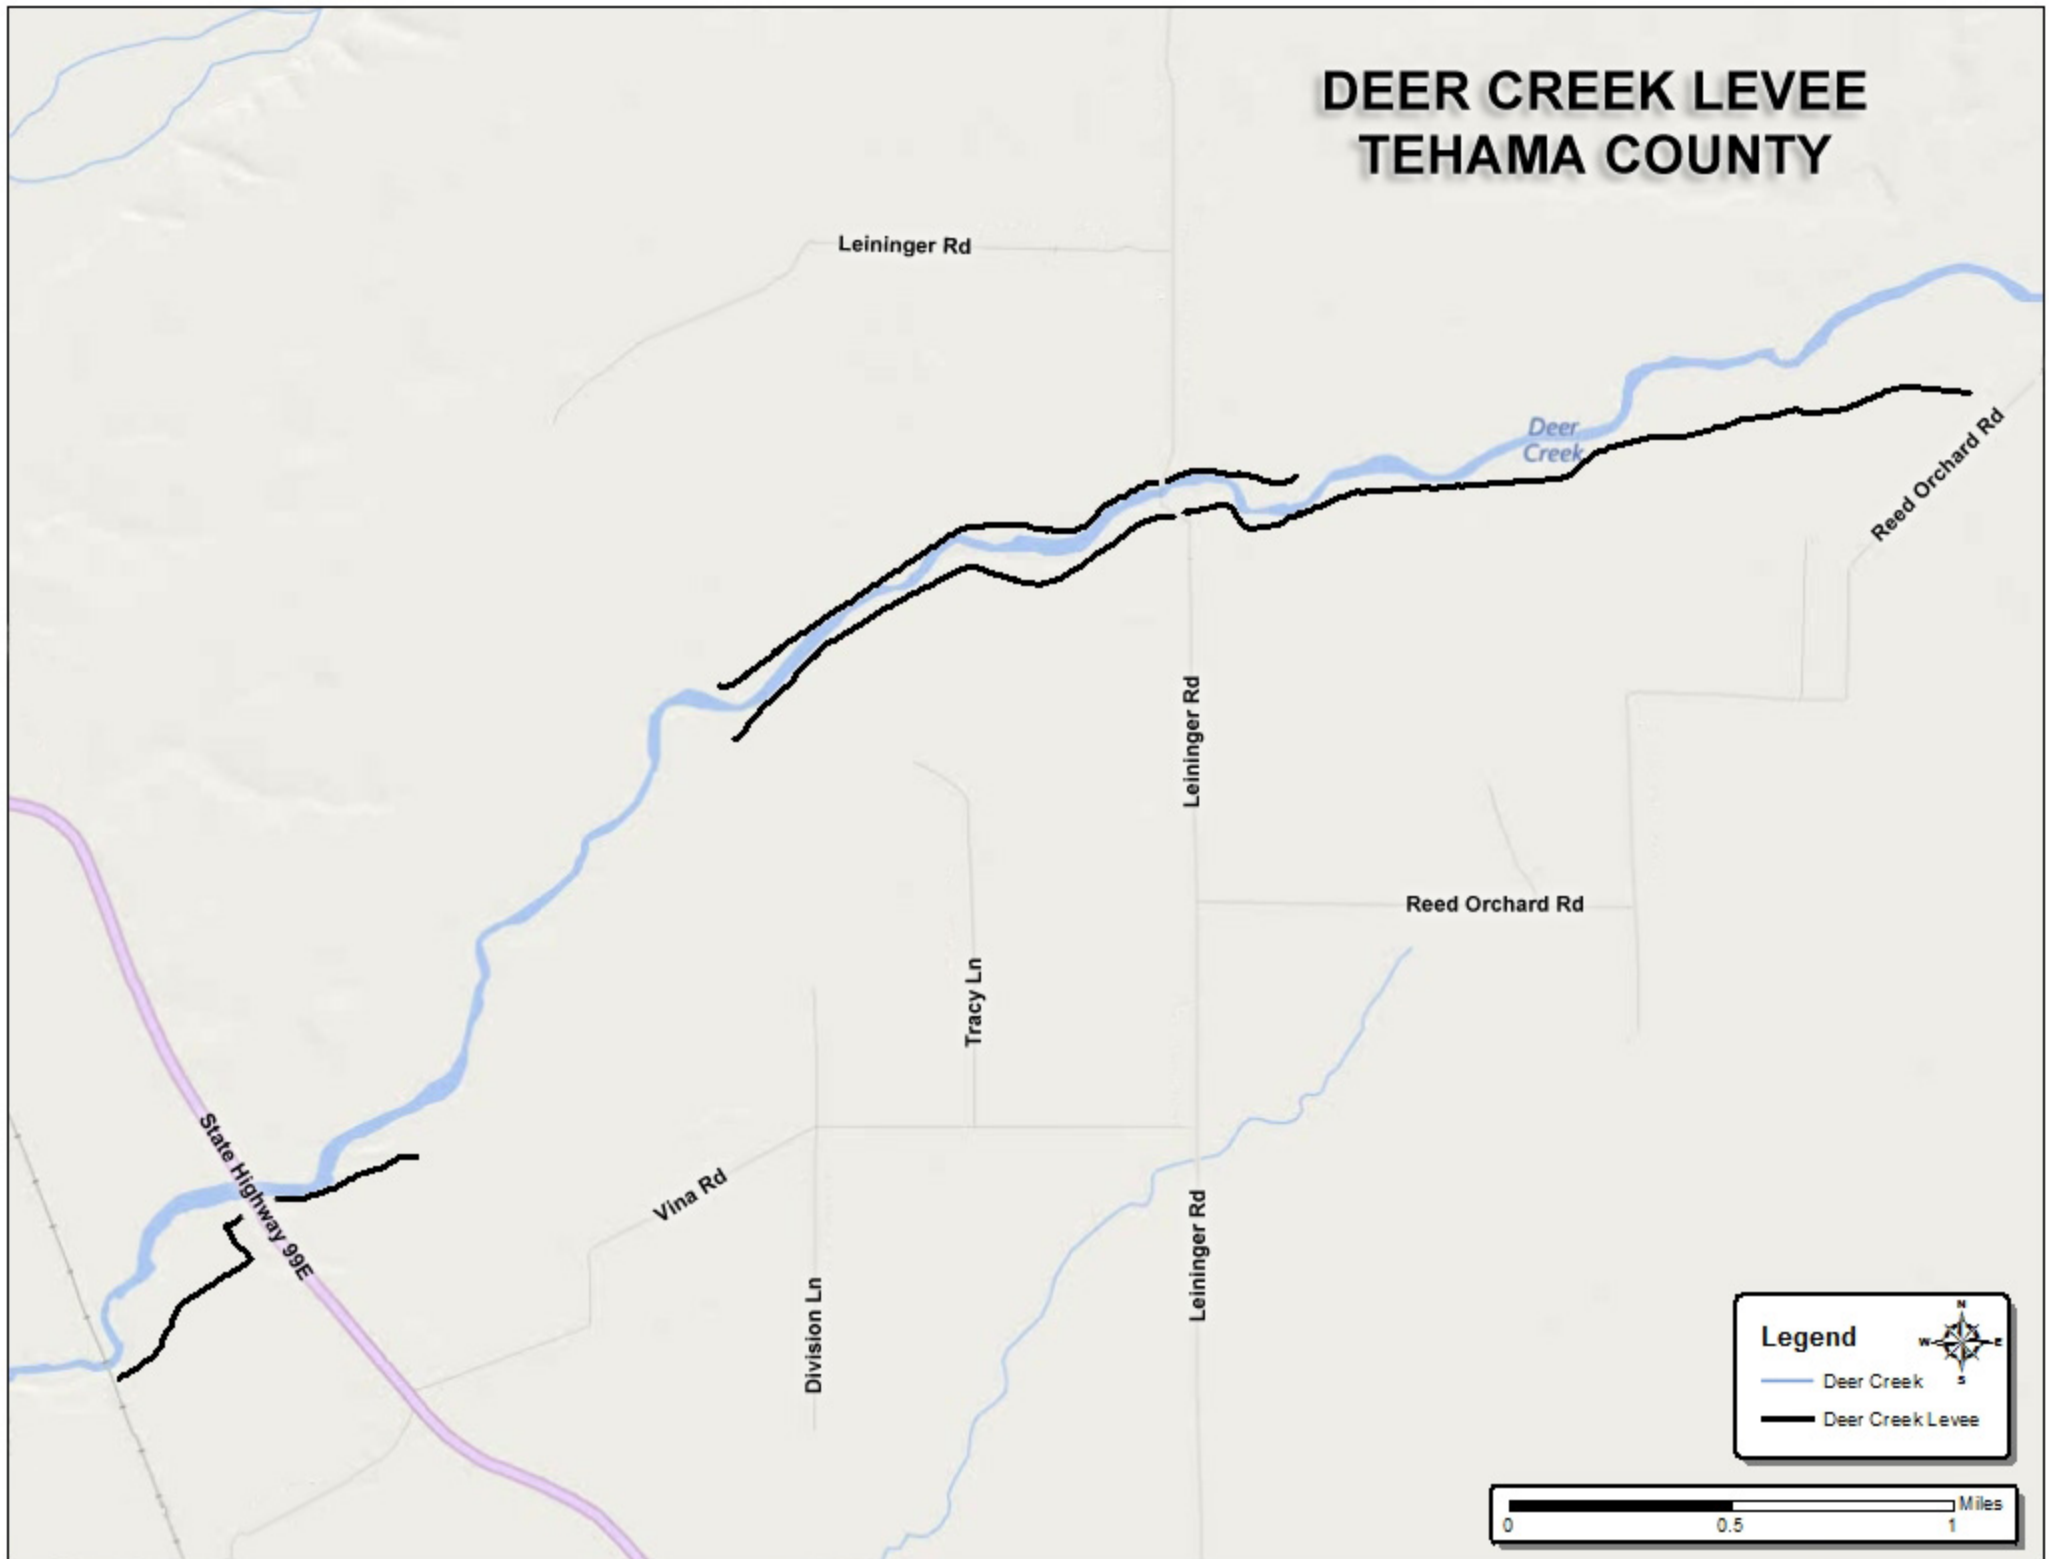 DEER CREEK LEVEE
TEHAMA COUNTY
Leininger Rd
Deer
Creek
Reed Orchard Rd
Leininger Rd
Reed Orchard Rd
Tracy Ln
State Highway 99E
Vina Rd
Leininger Rd
Division Ln
N
W
E
S
Legend
Deer Creek
Deer Creek Levee
Miles
0 0.5 1